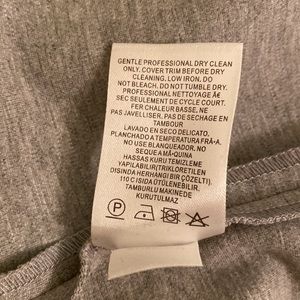 GENTLE PROFESSIONAL DRY CLEAN
ONLY. COVER TRIM BEFORE DRY
CLEANING. LOW IRON. DO
NOT BLEACH. DO NOT TUMBLE DRY.
PROFESSIONAL NETTOYAGE Ã€
SEC SEULEMENT DE CYCLE COURT.
FER CHALEUR BASSE. NE
PAS JAVELLISER. PAS DE SECHAGE EN
TAMBOUR
LAVADO EN SECO DELICATO.
PLANCHADO A TEMPERATURA FRÃ-A.
NO USE BLANQUEADOR. NO
SEQUE A MÃ-QUINA
HASSAS KURU TEMIZLEME
YAPILABILIR(TRIKLORETILEN
DISINDA HERHANGI BIR ÇOZELTI).
110 C ISIDA ÜTÜLENEBILIR,
TAMBURLU MAKINEDE
KURUTULMAZ
P